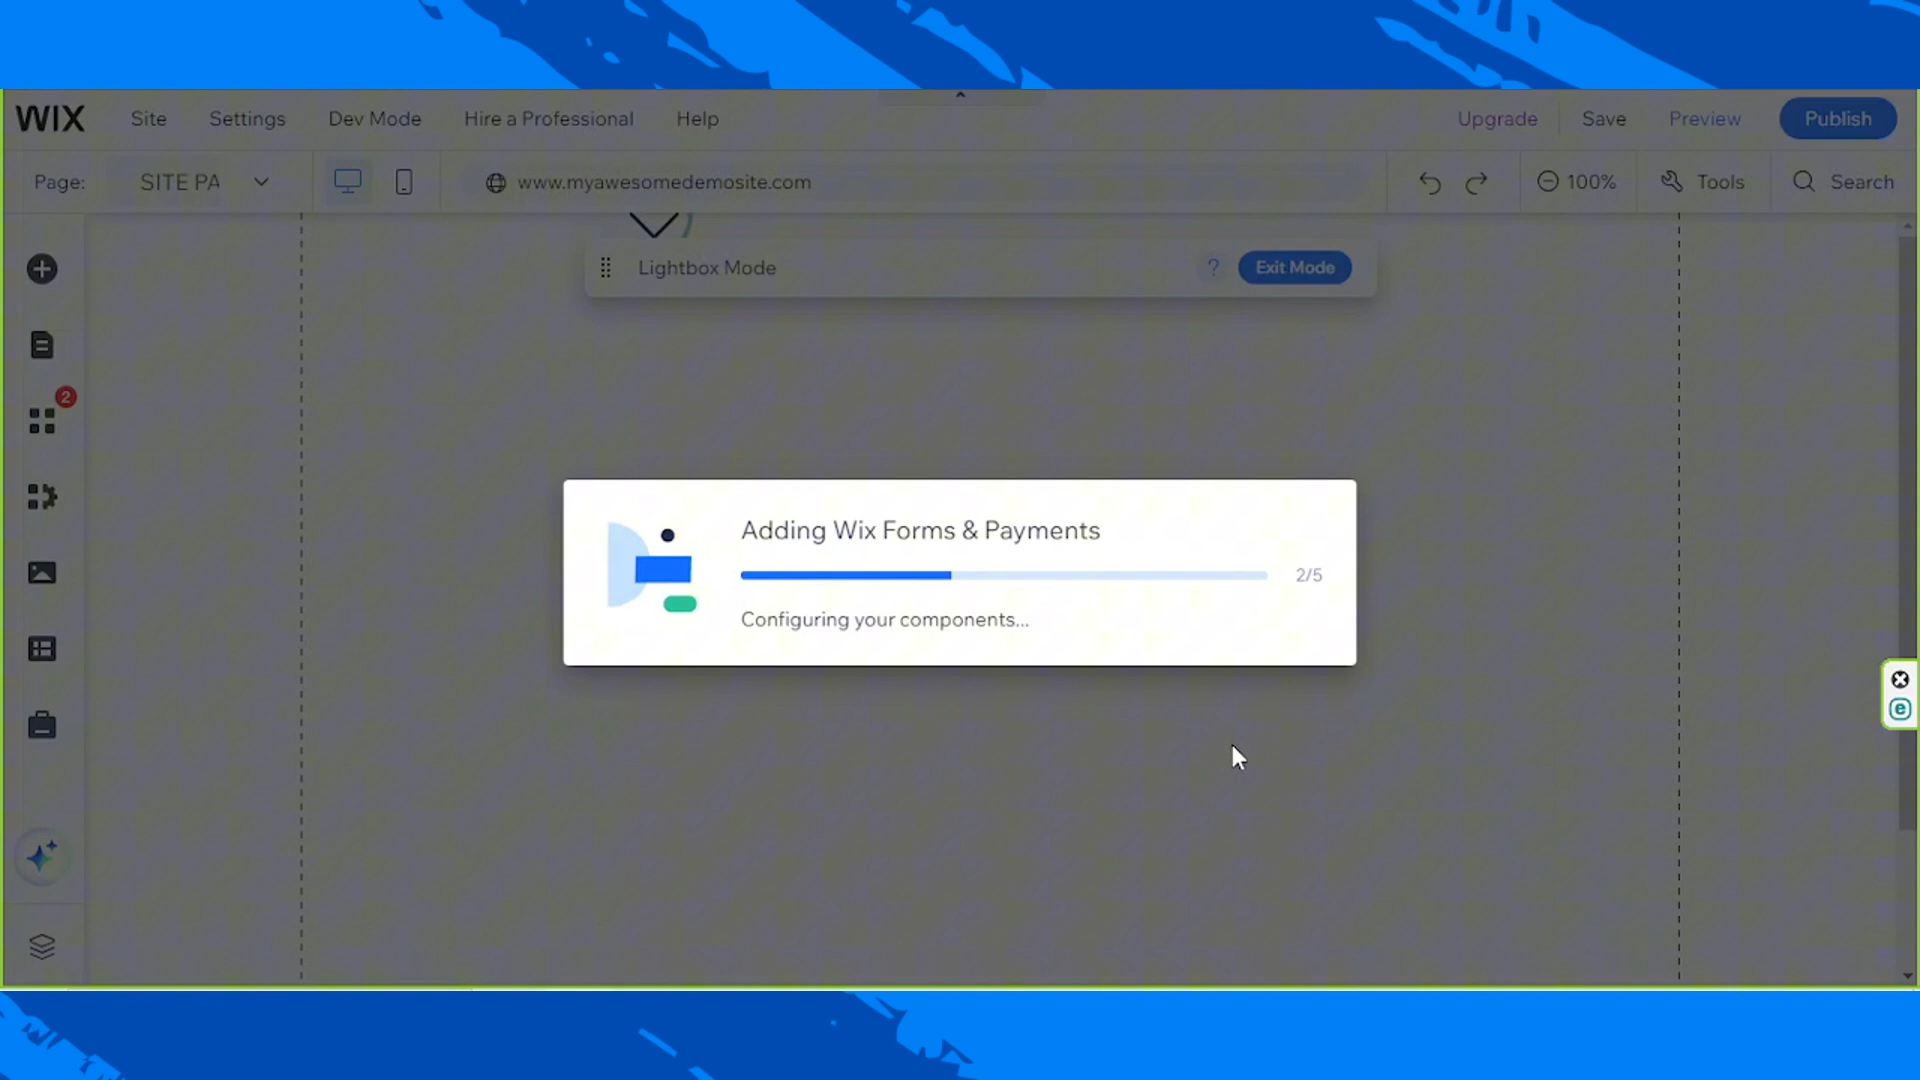 WIX Site Settings Dev Mode Hire a Professional Help Upgrade Save Preview Publish
Page: SITE PA www.myawesomedemosite.com 100% Tools Search
Lightbox Mode ? Exit Mode
2
Adding Wix Forms & Payments
2/5
Configuring your components...
e